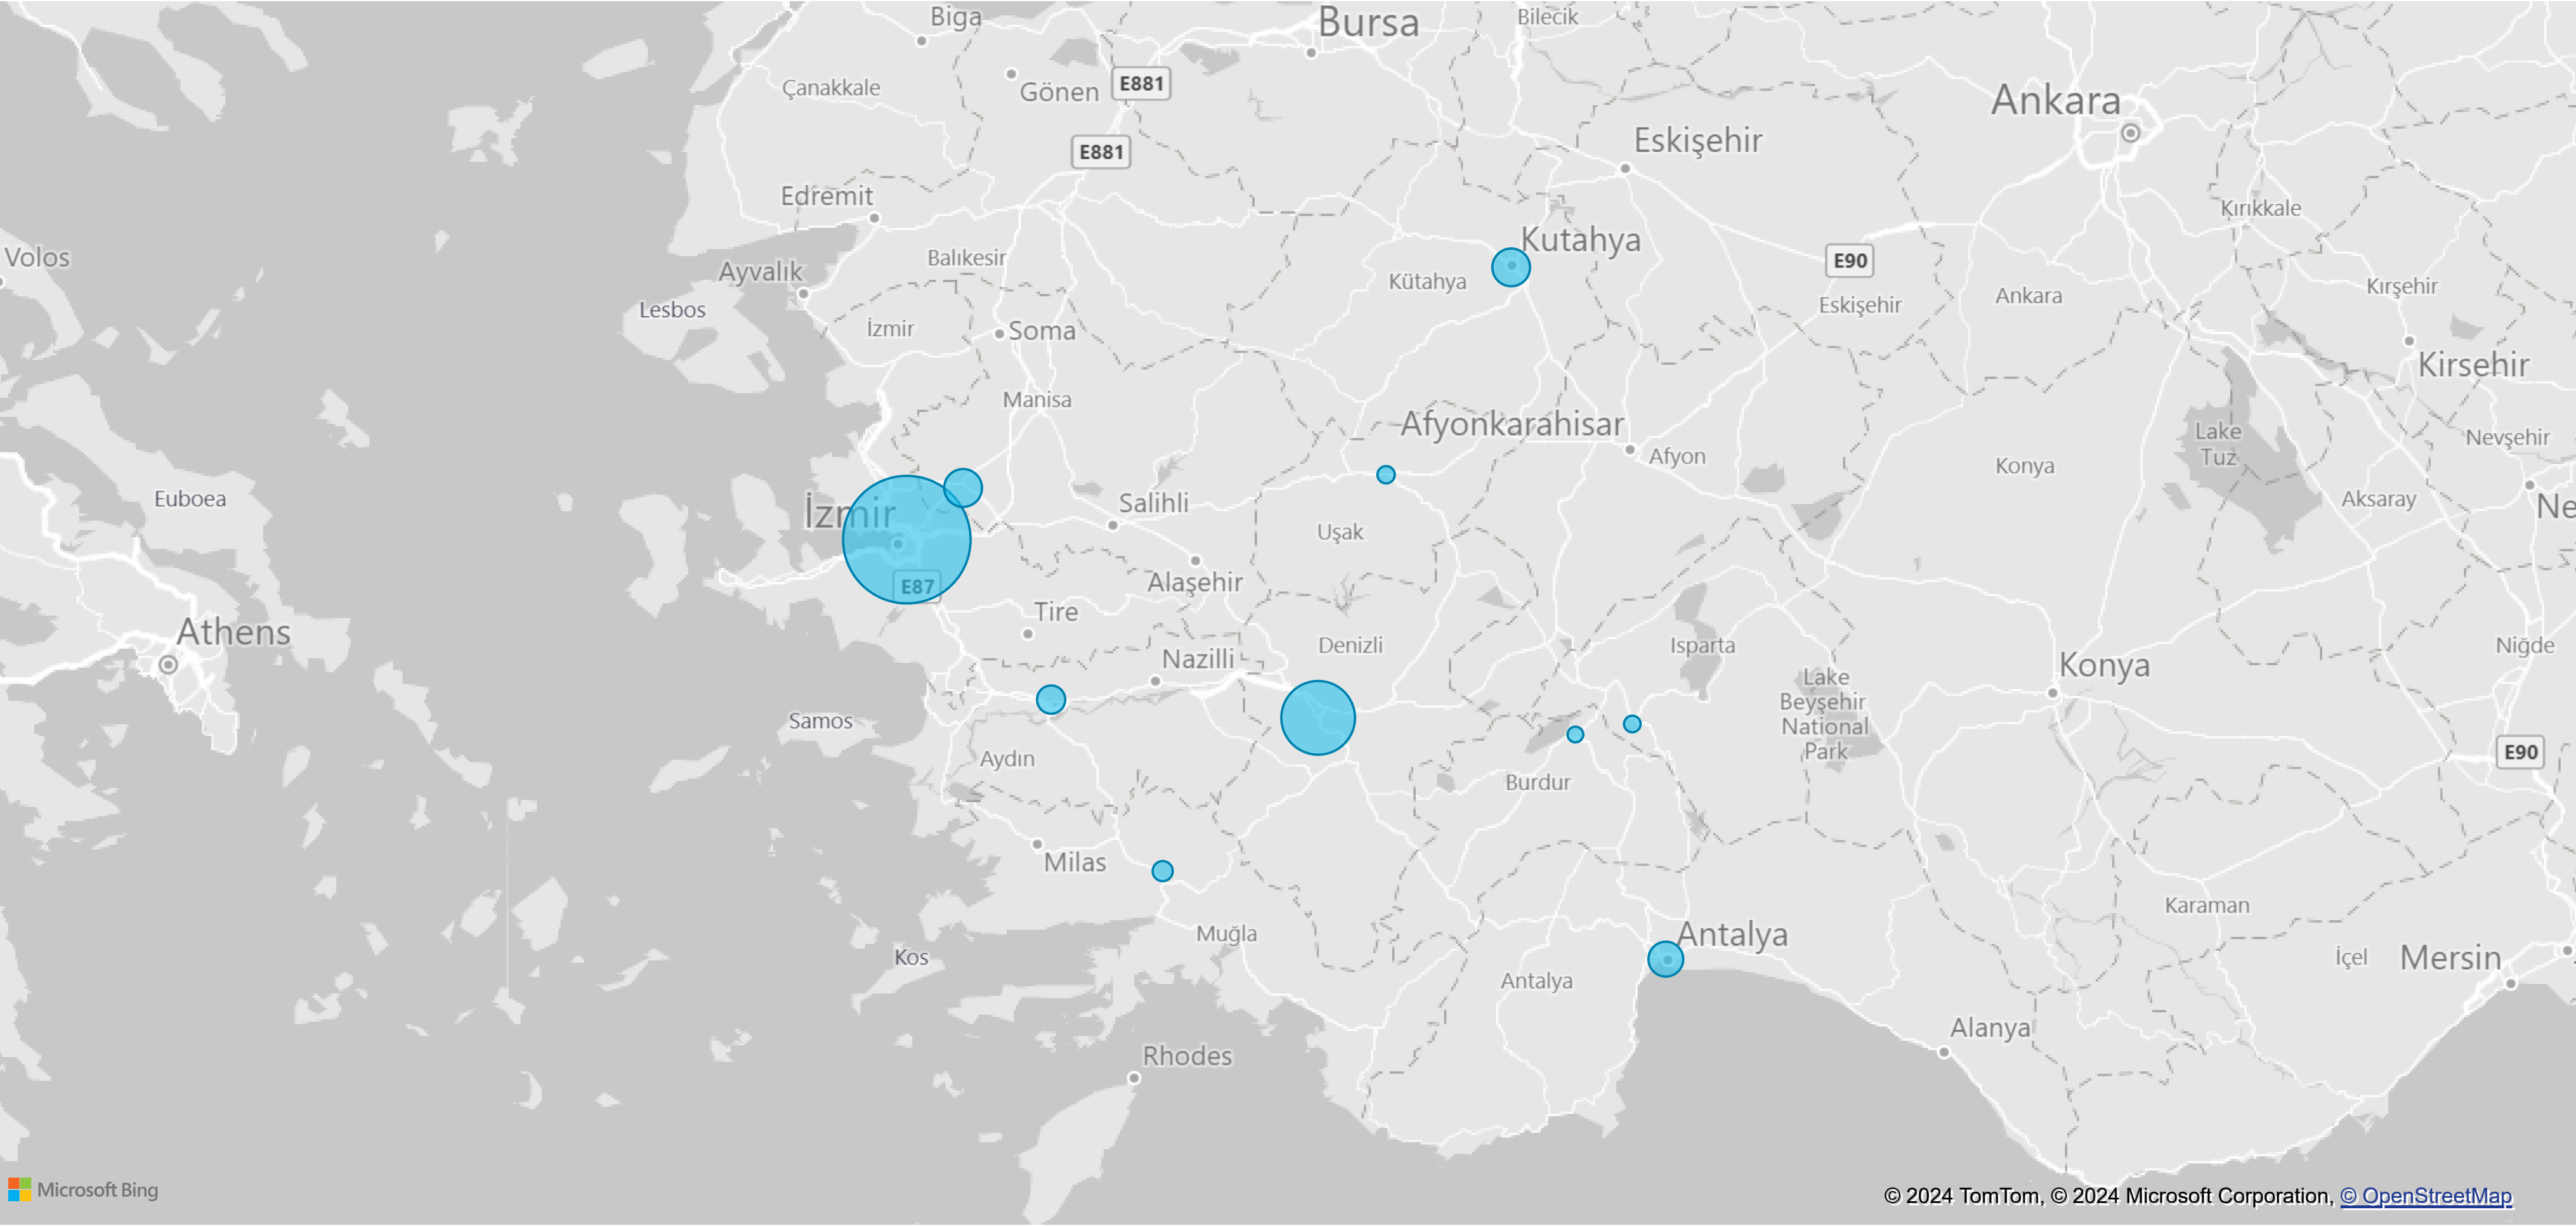 Biga
Bursa
Bilecik
Çanakkale
Gönen
E881
Ankara
E881
Eskişehir
Edremit
Kırıkkale
Volos
Balıkesir
Kutahya
E90
Ayvalık
Kütahya
Ankara
Kırşehir
Lesbos
Eskişehir
İzmir
Soma
Kirsehir
Manisa
Afyonkarahisar
Lake
Tuz
Nevşehir
Afyon
Konya
Euboea
İzmir
Salihli
Aksaray
Ne
Uşak
E87
Alaşehir
Tire
Athens
Denizli
Isparta
Niğde
Nazilli
Konya
Lake
Beyşehir
National
Park
Samos
Aydın
Burdur
E90
Milas
Karaman
Muğla
Antalya
Kos
İçel
Mersin
Antalya
Alanya
Rhodes
Microsoft Bing
© 2024 TomTom, © 2024 Microsoft Corporation, © OpenStreetMap